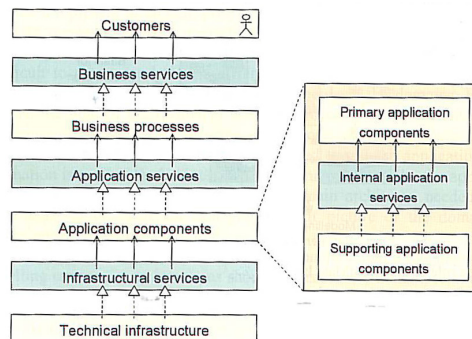 Customers
Business services
Business processes
Application services
Application components
Infrastructural services
Technical infrastructure
Primary application
components
Internal application
services
Supporting application
components